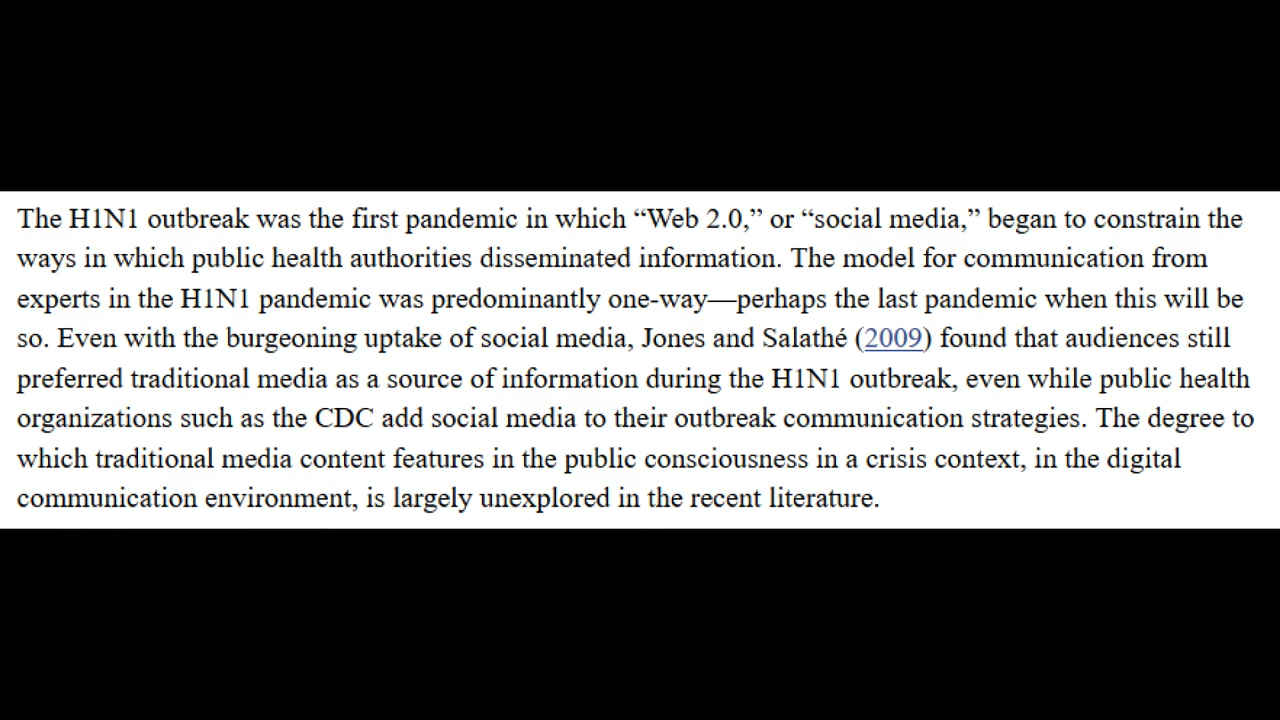 The H1N1 outbreak was the first pandemic in which “Web 2.0,” or “social media,” began to constrain the
ways in which public health authorities disseminated information. The model for communication from
experts in the H1N1 pandemic was predominantly one-way—perhaps the last pandemic when this will be
so. Even with the burgeoning uptake of social media, Jones and Salathé (2009) found that audiences still
preferred traditional media as a source of information during the H1N1 outbreak, even while public health
organizations such as the CDC add social media to their outbreak communication strategies. The degree to
which traditional media content features in the public consciousness in a crisis context, in the digital
communication environment, is largely unexplored in the recent literature.